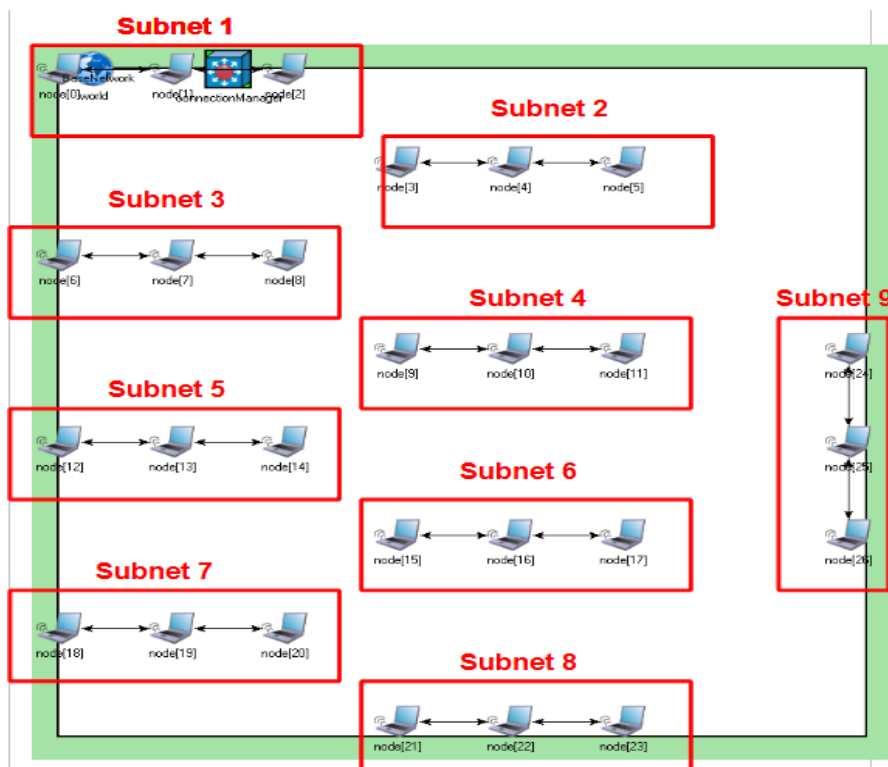 Subnet 1
BaseNetwork
node[0]
world
node[1]
connectionManager
node[2]
Subnet 2
node[3]
node[4]
node[5]
Subnet 3
node[6]
node[7]
node[8]
Subnet 4
node[9]
node[10]
node[11]
Subnet 9
node[24]
node[25]
node[26]
Subnet 5
node[12]
node[13]
node[14]
Subnet 6
node[15]
node[16]
node[17]
Subnet 7
node[18]
node[19]
node[20]
Subnet 8
node[21]
node[22]
node[23]